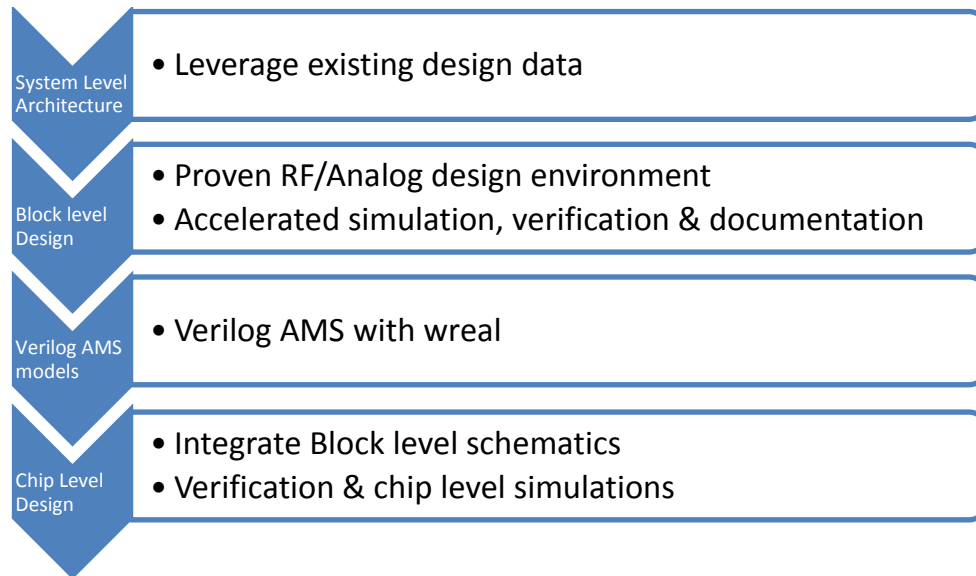 System Level
Architecture
• Leverage existing design data
Block level
Design
• Proven RF/Analog design environment
• Accelerated simulation, verification & documentation
Verilog AMS
models
• Verilog AMS with wreal
Chip Level
Design
• Integrate Block level schematics
• Verification & chip level simulations